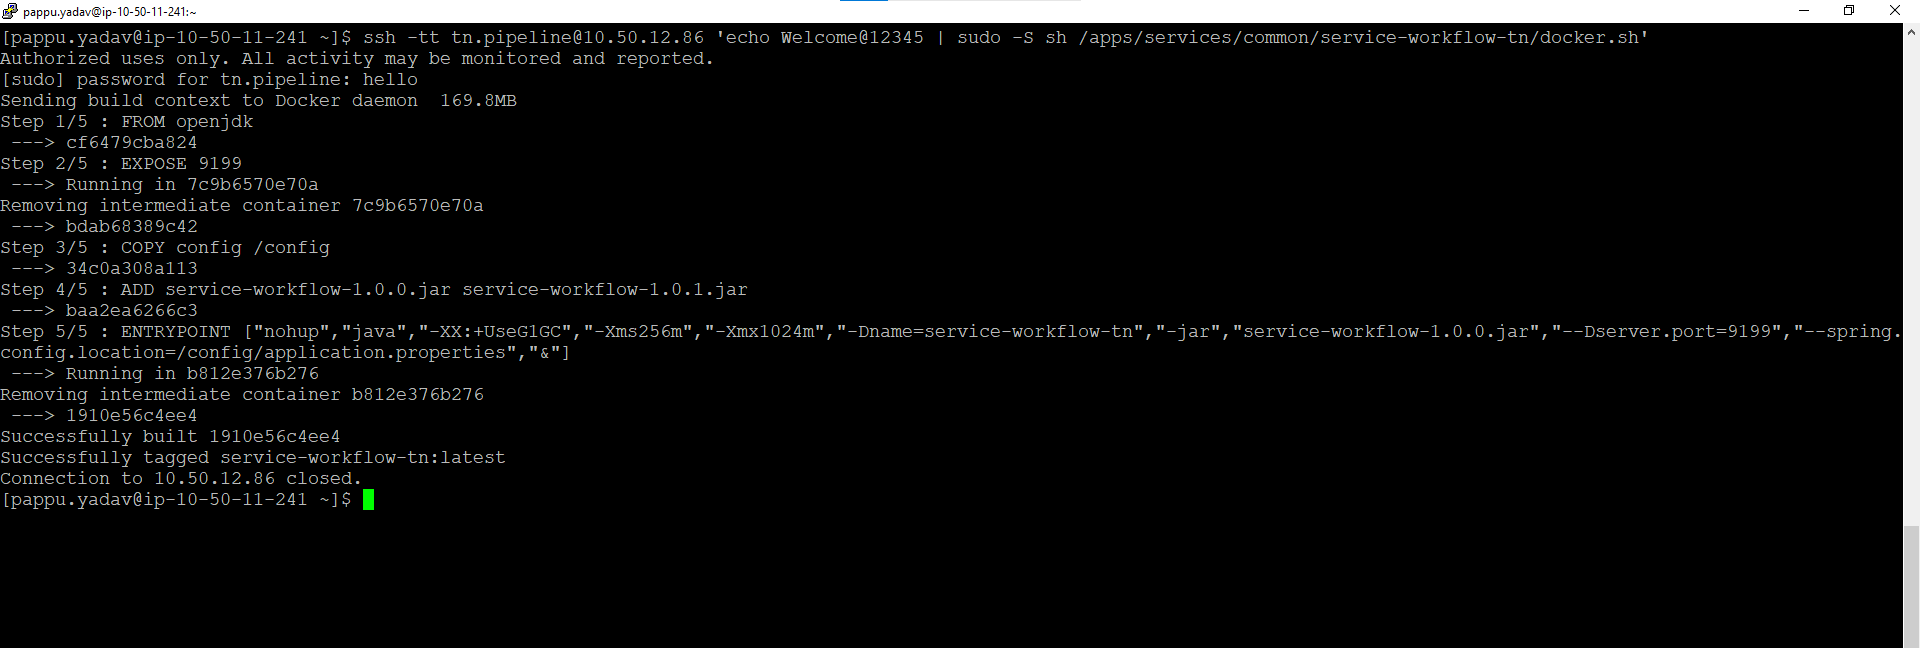 pappu.yadav@ip-10-50-11-241:~
[pappu.yadav@ip-10-50-11-241 ~]$ ssh -tt tn.pipeline@10.50.12.86 'echo Welcome@12345 | sudo -S sh /apps/services/common/service-workflow-tn/docker.sh'
Authorized uses only. All activity may be monitored and reported.
[sudo] password for tn.pipeline: hello
Sending build context to Docker daemon  169.8MB
Step 1/5 : FROM openjdk
 ---> cf6479cba824
Step 2/5 : EXPOSE 9199
 ---> Running in 7c9b6570e70a
Removing intermediate container 7c9b6570e70a
 ---> bdab68389c42
Step 3/5 : COPY config /config
 ---> 34c0a308a113
Step 4/5 : ADD service-workflow-1.0.0.jar service-workflow-1.0.1.jar
 ---> baa2ea6266c3
Step 5/5 : ENTRYPOINT ["nohup","java","-XX:+UseG1GC","-Xms256m","-Xmx1024m","-Dname=service-workflow-tn","-jar","service-workflow-1.0.0.jar","--Dserver.port=9199","--spring.
config.location=/config/application.properties","&"]
 ---> Running in b812e376b276
Removing intermediate container b812e376b276
 ---> 1910e56c4ee4
Successfully built 1910e56c4ee4
Successfully tagged service-workflow-tn:latest
Connection to 10.50.12.86 closed.
[pappu.yadav@ip-10-50-11-241 ~]$